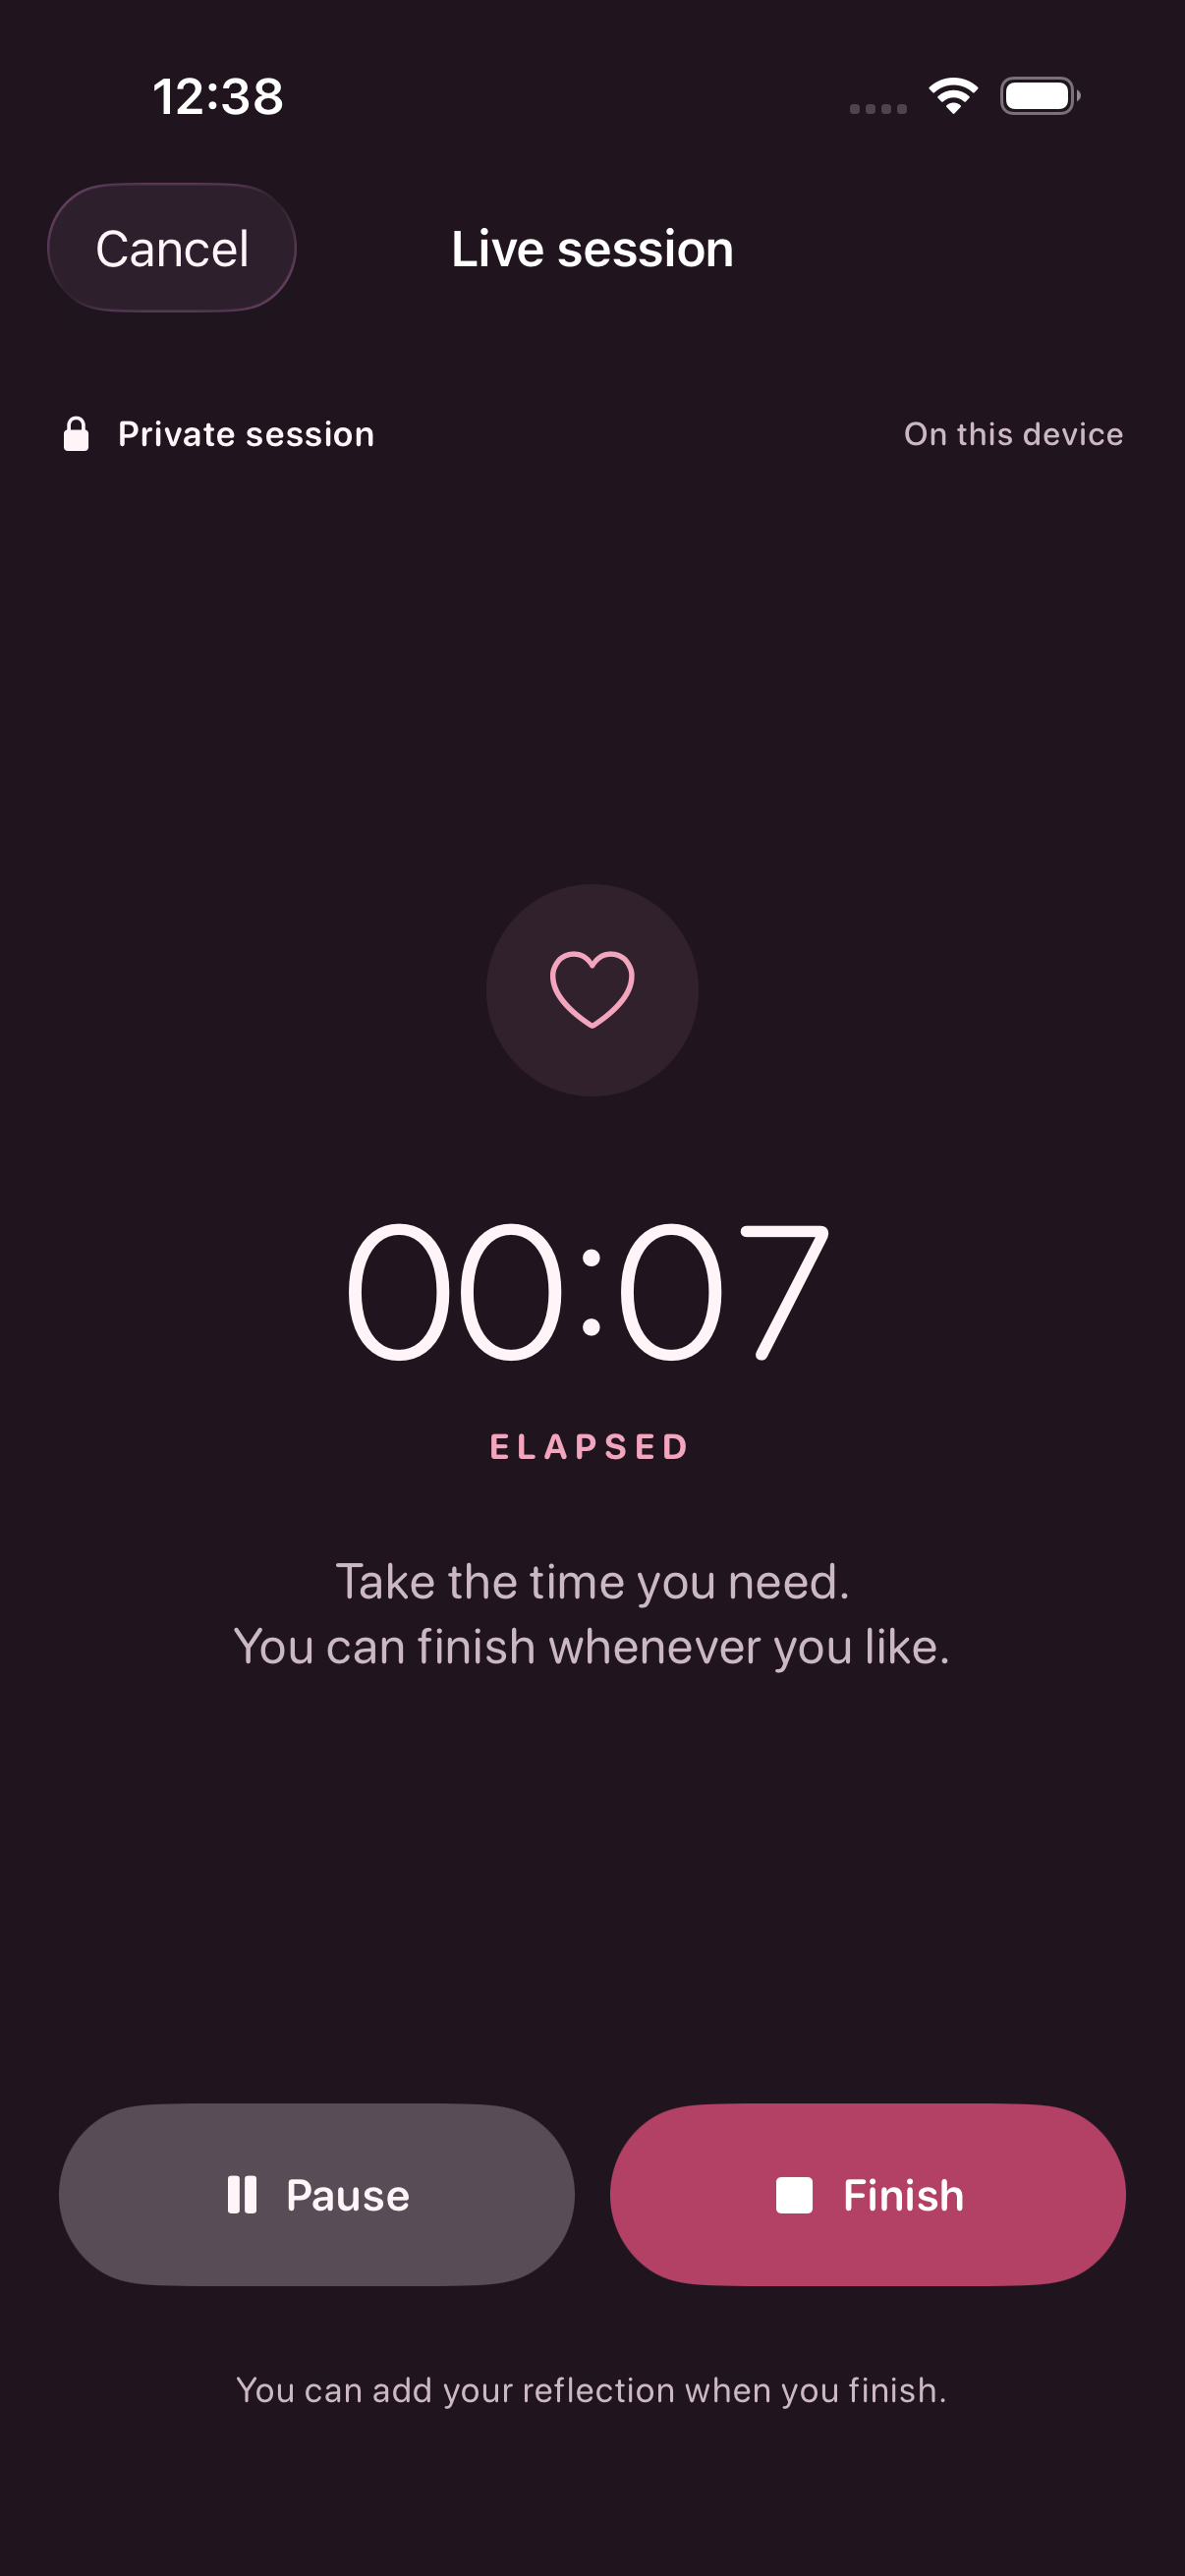 12:38
Cancel
Live session
Private session
On this device
00:07
ELAPSED
Take the time you need.
You can finish whenever you like.
Pause
Finish
You can add your reflection when you finish.